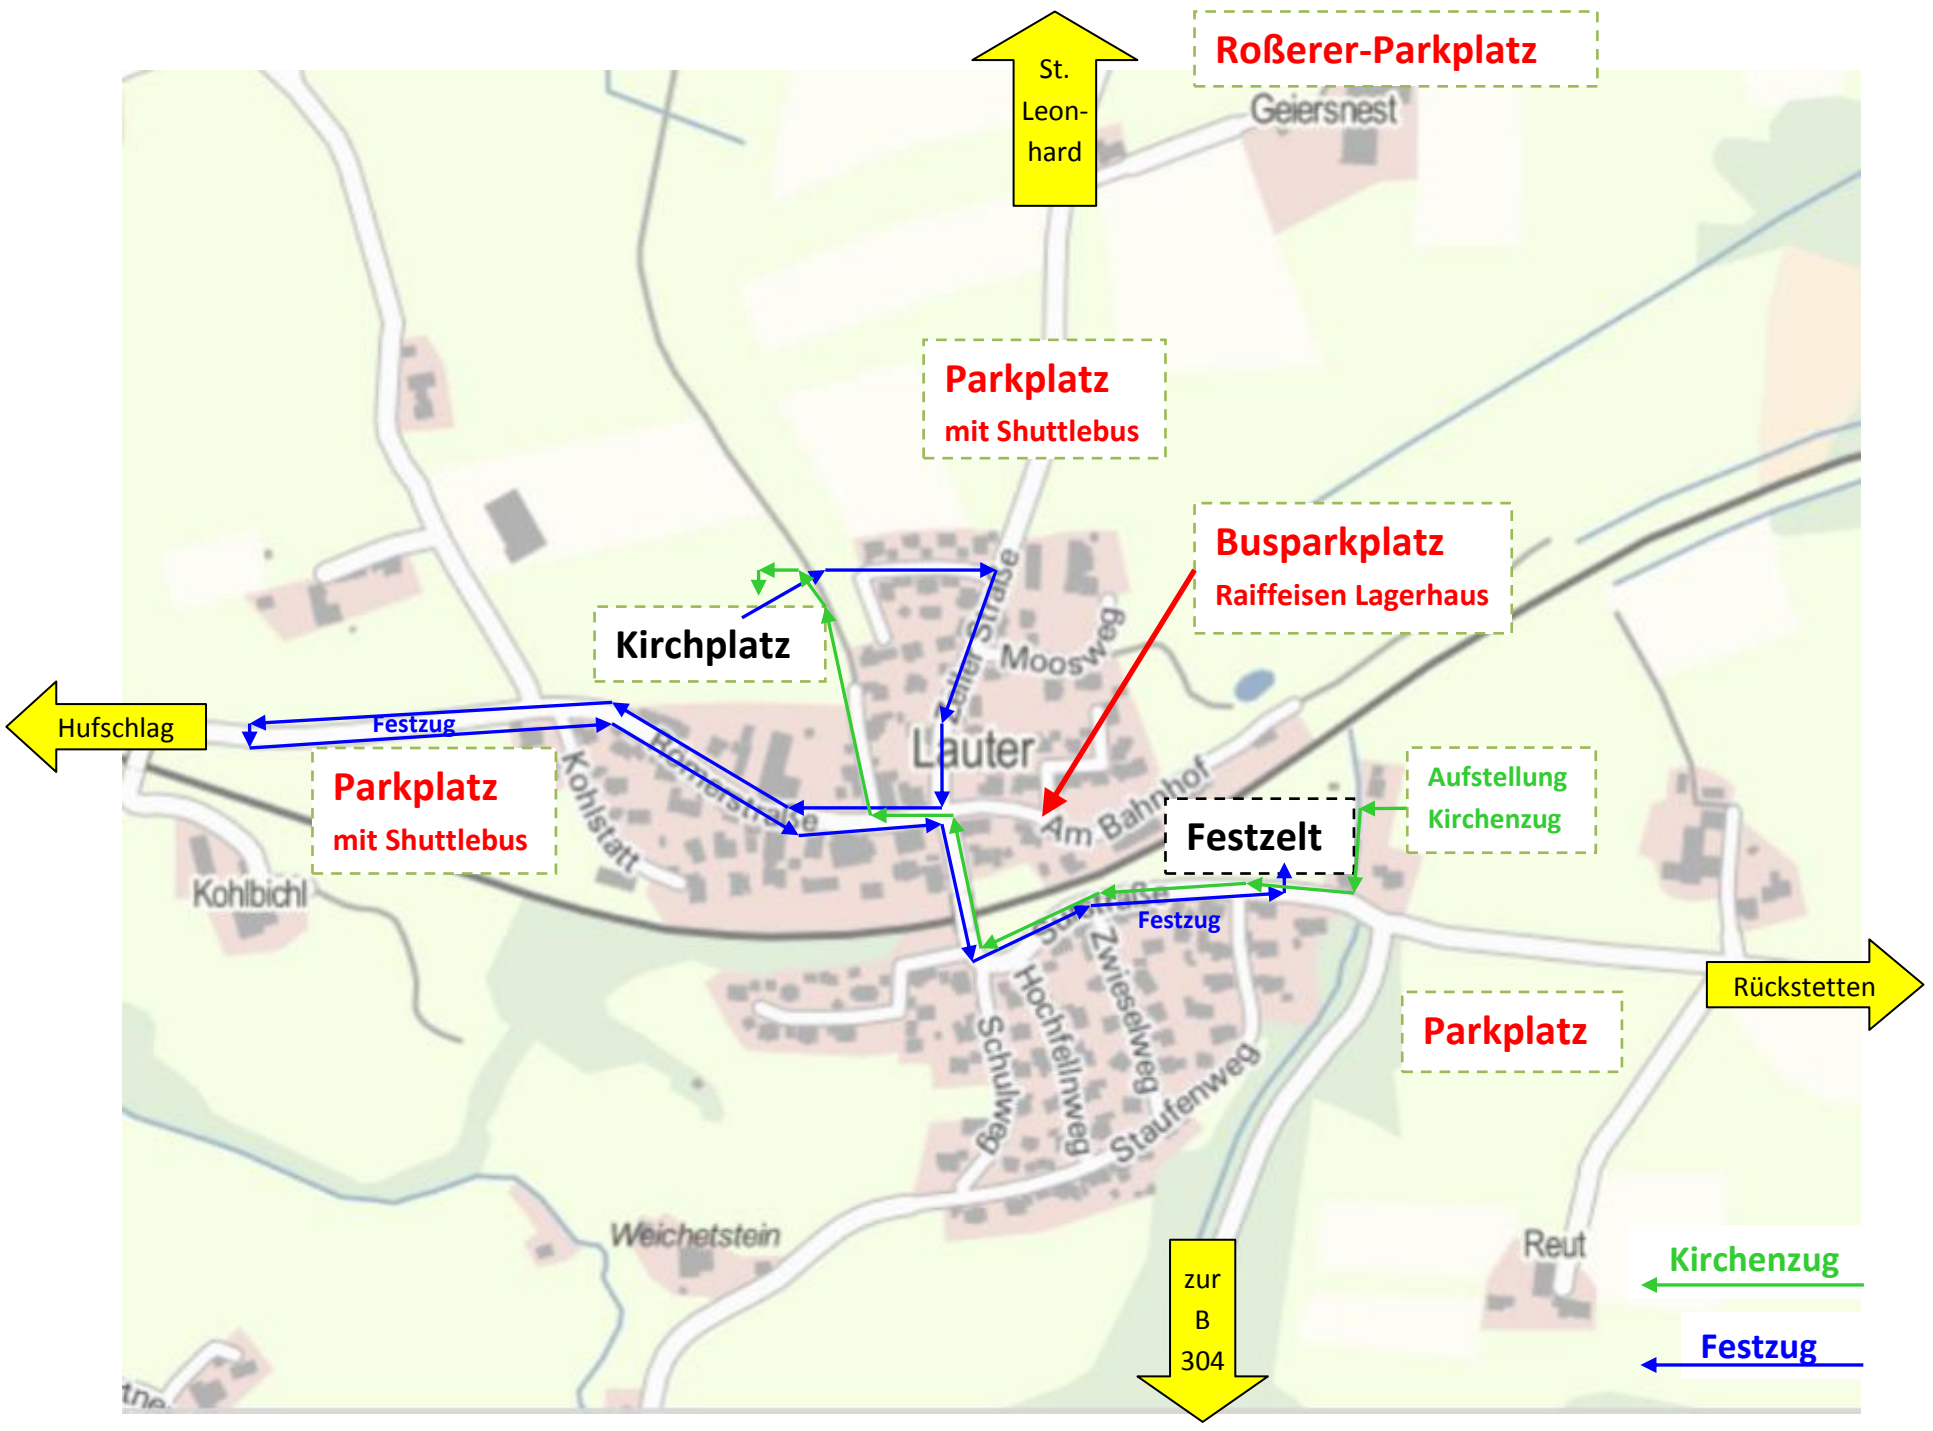 Roßerer-Parkplatz
St.
Leon-
hard
Geiersnest
Parkplatz
mit Shuttlebus
Busparkplatz
Raiffeisen Lagerhaus
Kirchplatz
Moosweg
Lauter
Hufschlag
Festzug
Römerstraße
Kohlstatt
Parkplatz
mit Shuttlebus
Am Bahnhof
Aufstellung
Kirchenzug
Festzelt
Kohlbichl
Festzug
Zwieselweg
Hochfellnweg
Schulweg
Staufenweg
Rückstetten
Parkplatz
Weichetstein
Reut
zur
B
304
Kirchenzug
Festzug